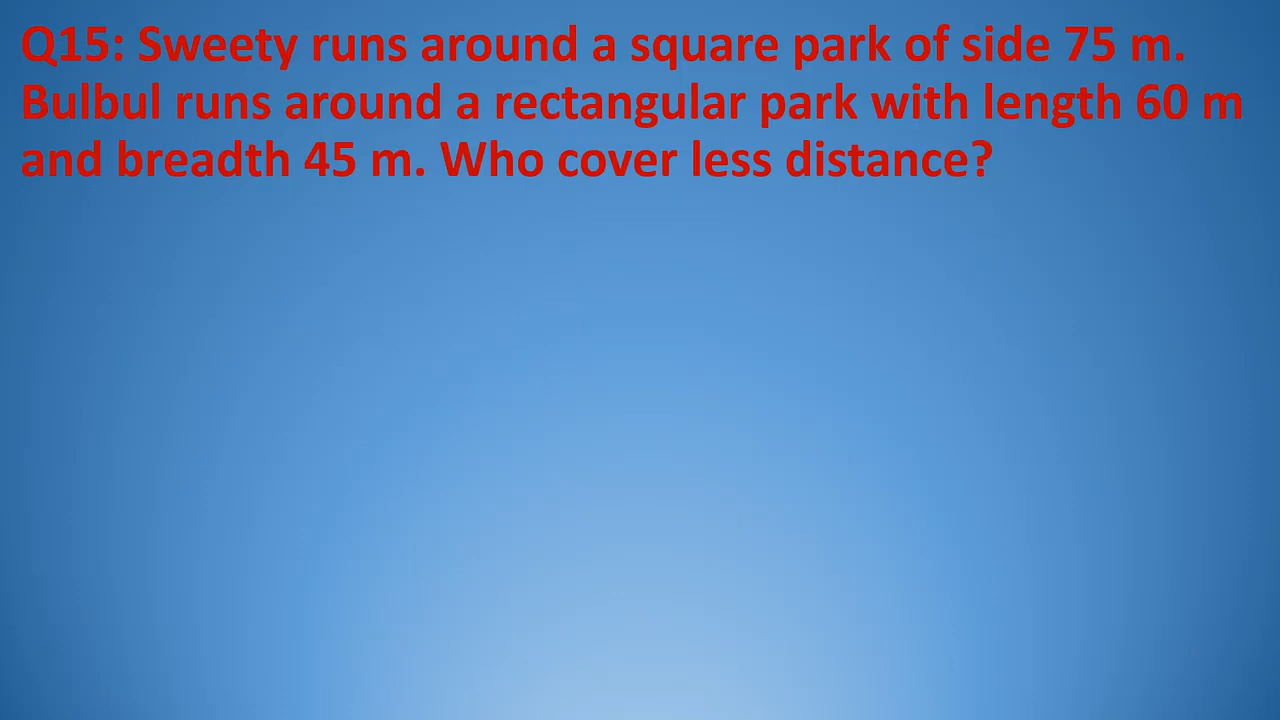 Q15: Sweety runs around a square park of side 75 m.
Bulbul runs around a rectangular park with length 60 m
and breadth 45 m. Who cover less distance?